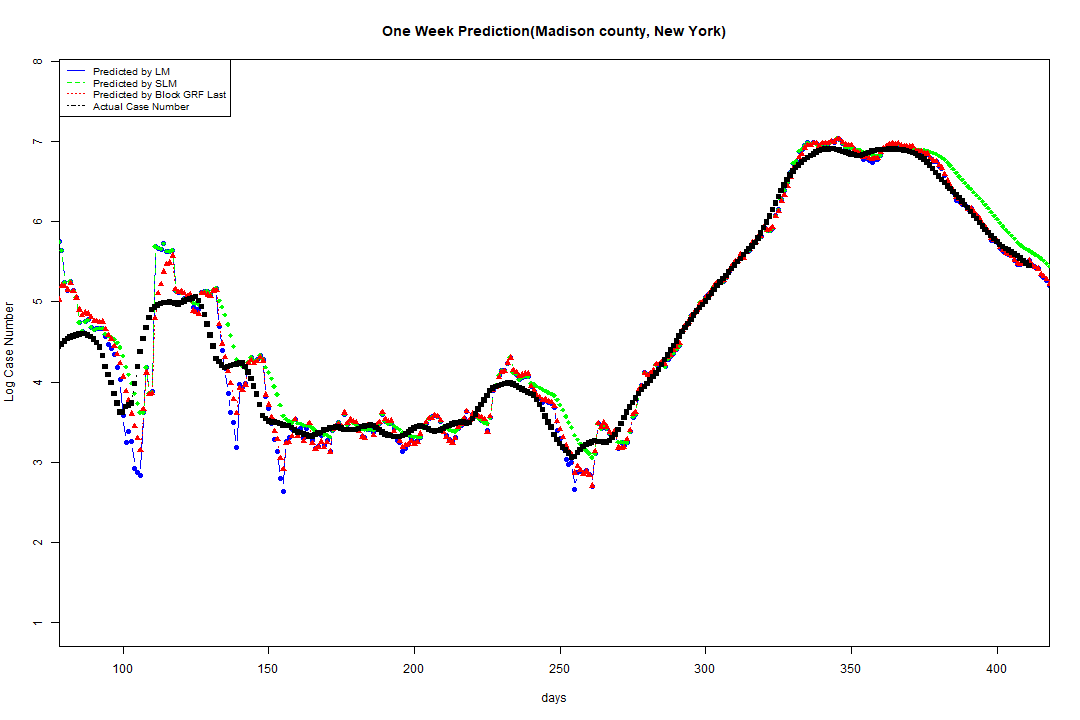 One Week Prediction(Madison county, New York)
Predicted by LM
Predicted by SLM
Predicted by Block GRF Last
Actual Case Number
8
7
6
5
4
3
2
1
Log Case Number
100 150 200 250 300 350 400
days